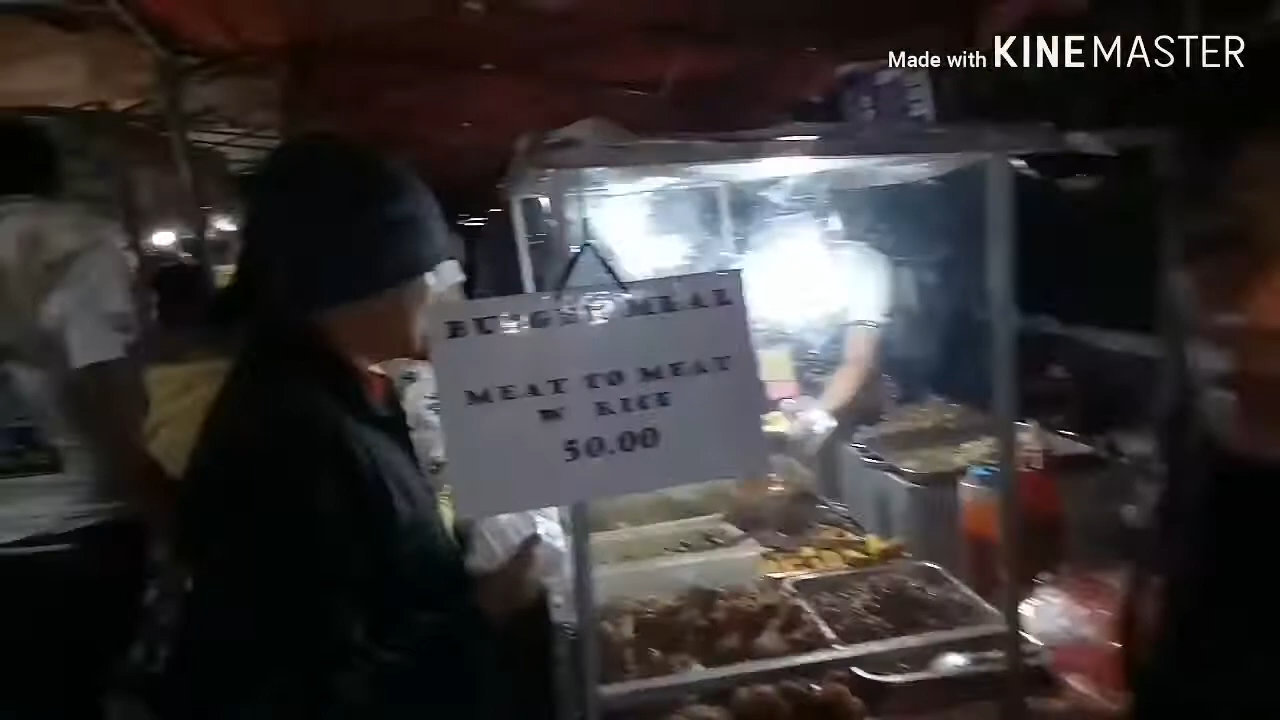 Made with KINEMASTER
BUDGET MEAL
MEAT TO MEAT
W RICE
50.00